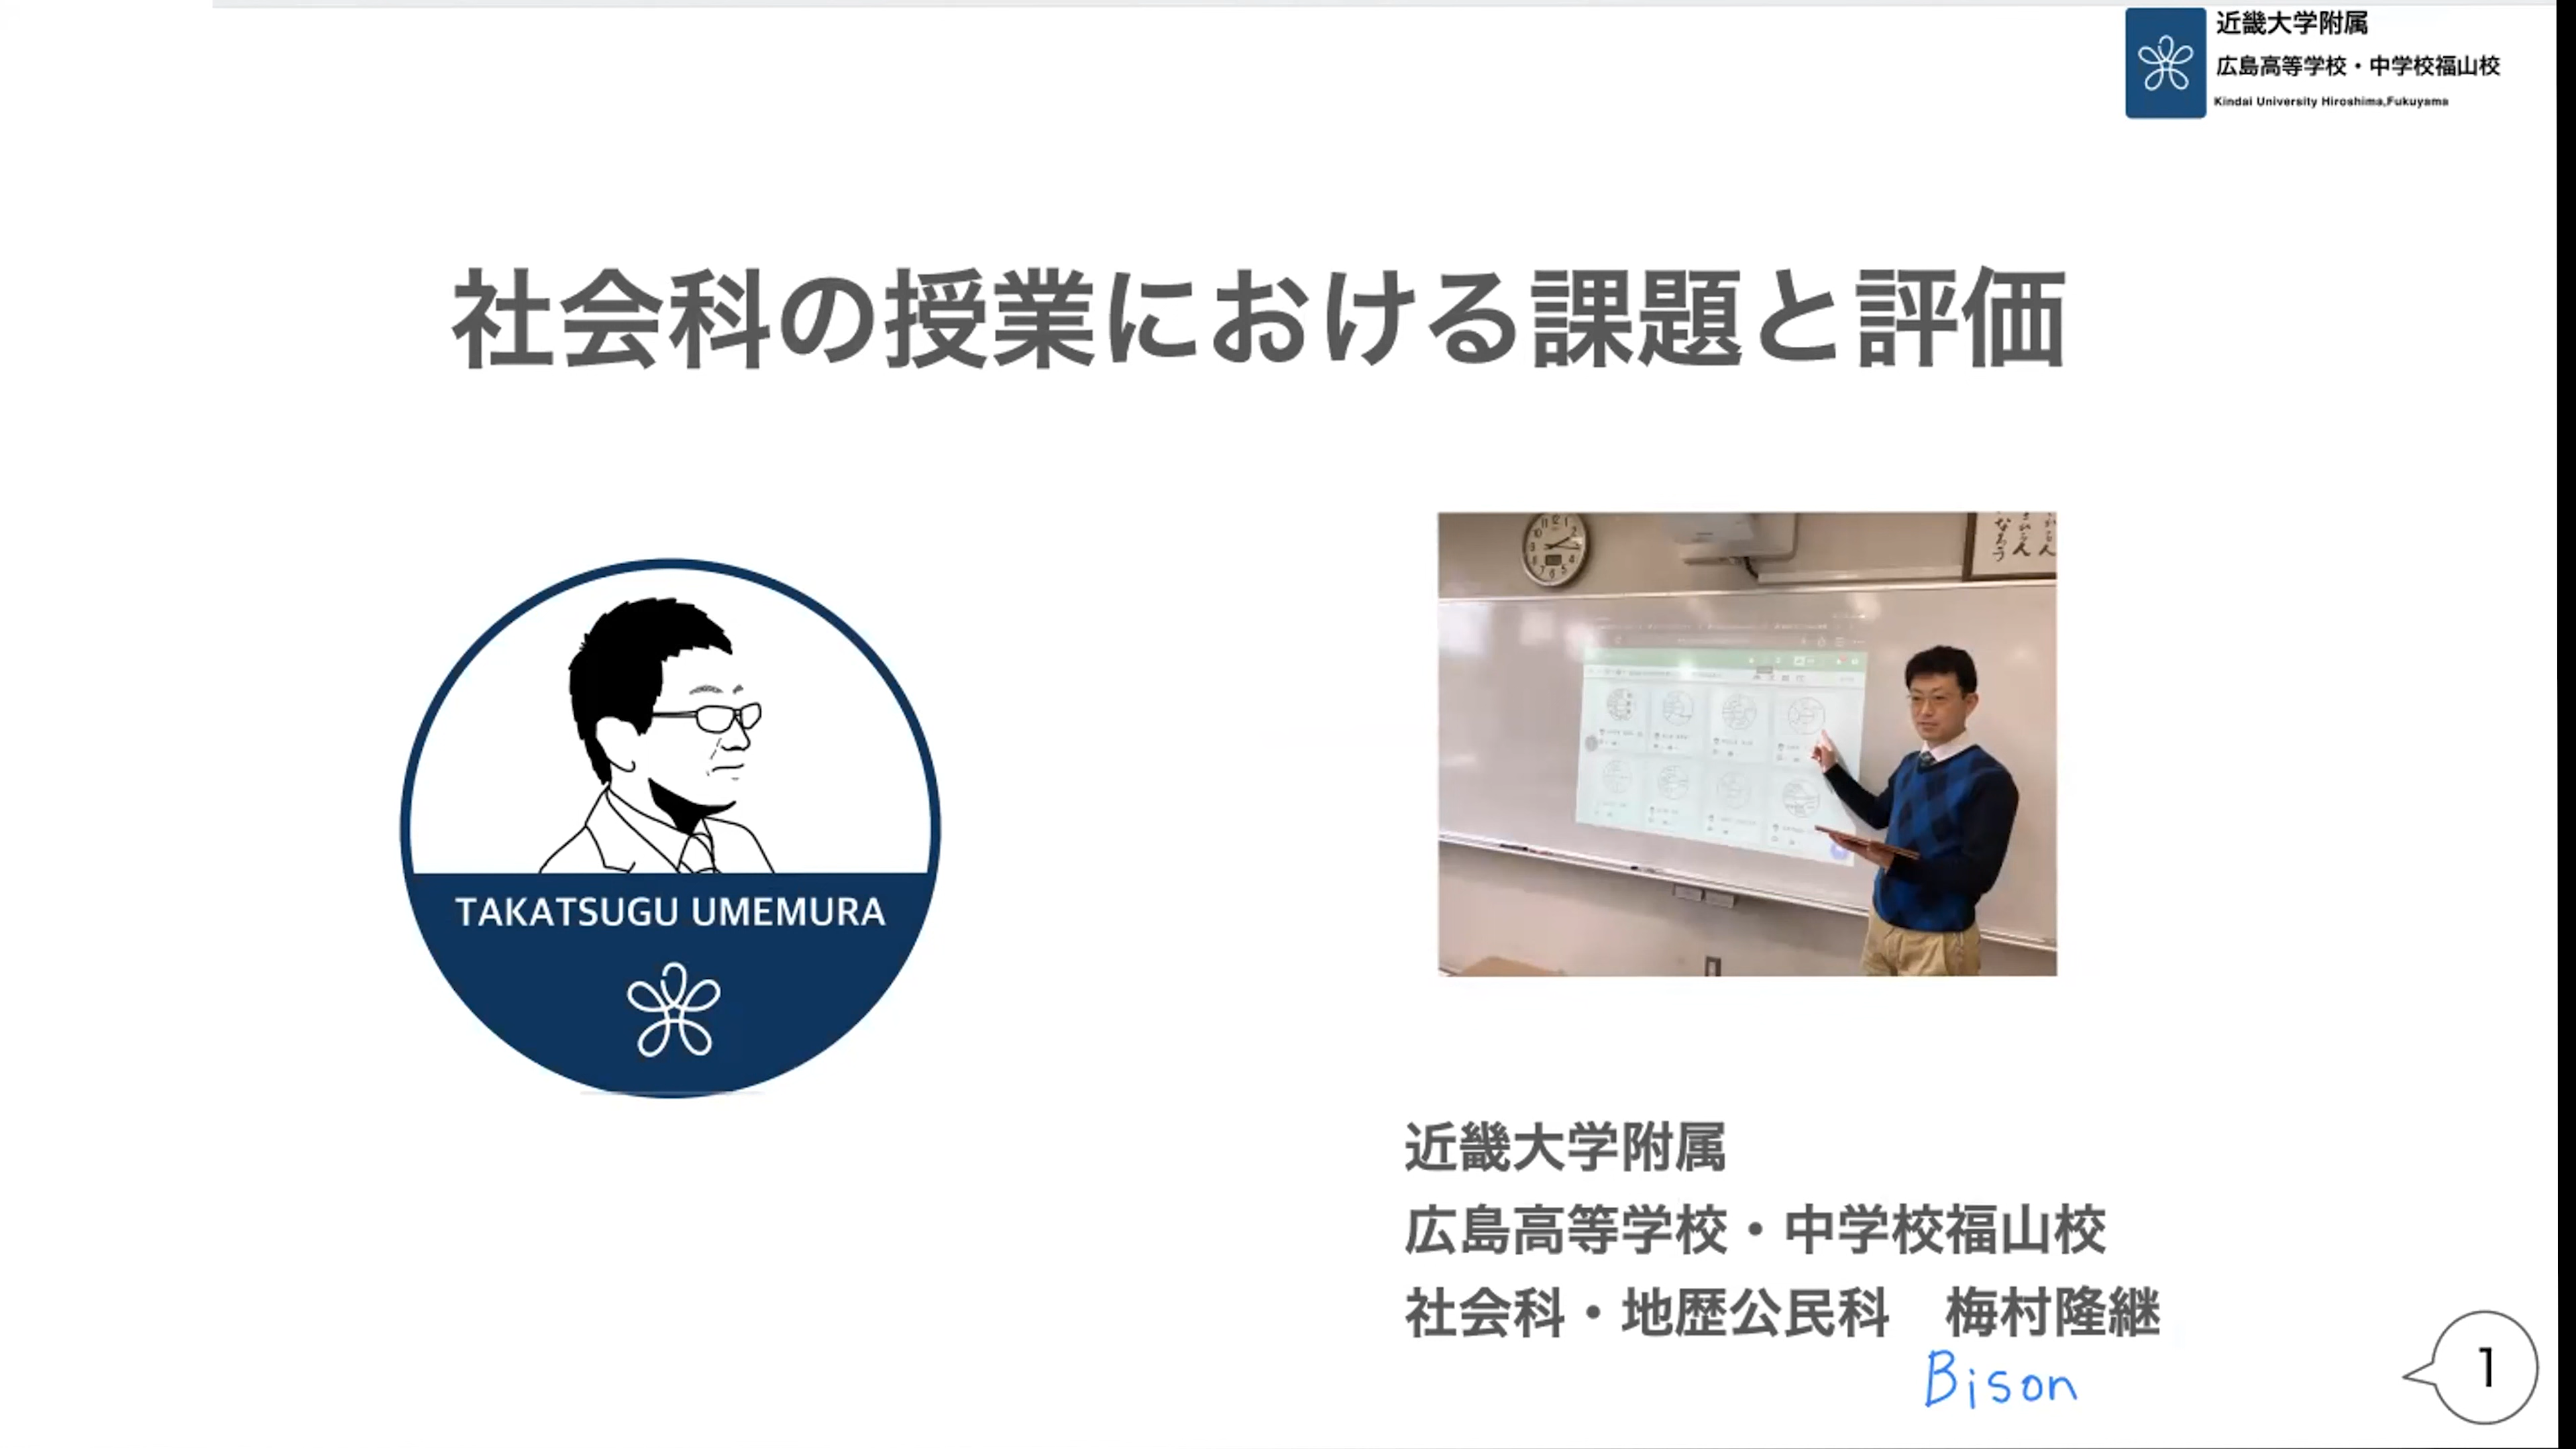 近畿大学附属
広島高等学校・中学校福山校
Kindai University Hiroshima,Fukuyama
社会科の授業における課題と評価
TAKATSUGU UMEMURA
近畿大学附属
広島高等学校・中学校福山校
社会科・地歴公民科　梅村隆継
Bison
1